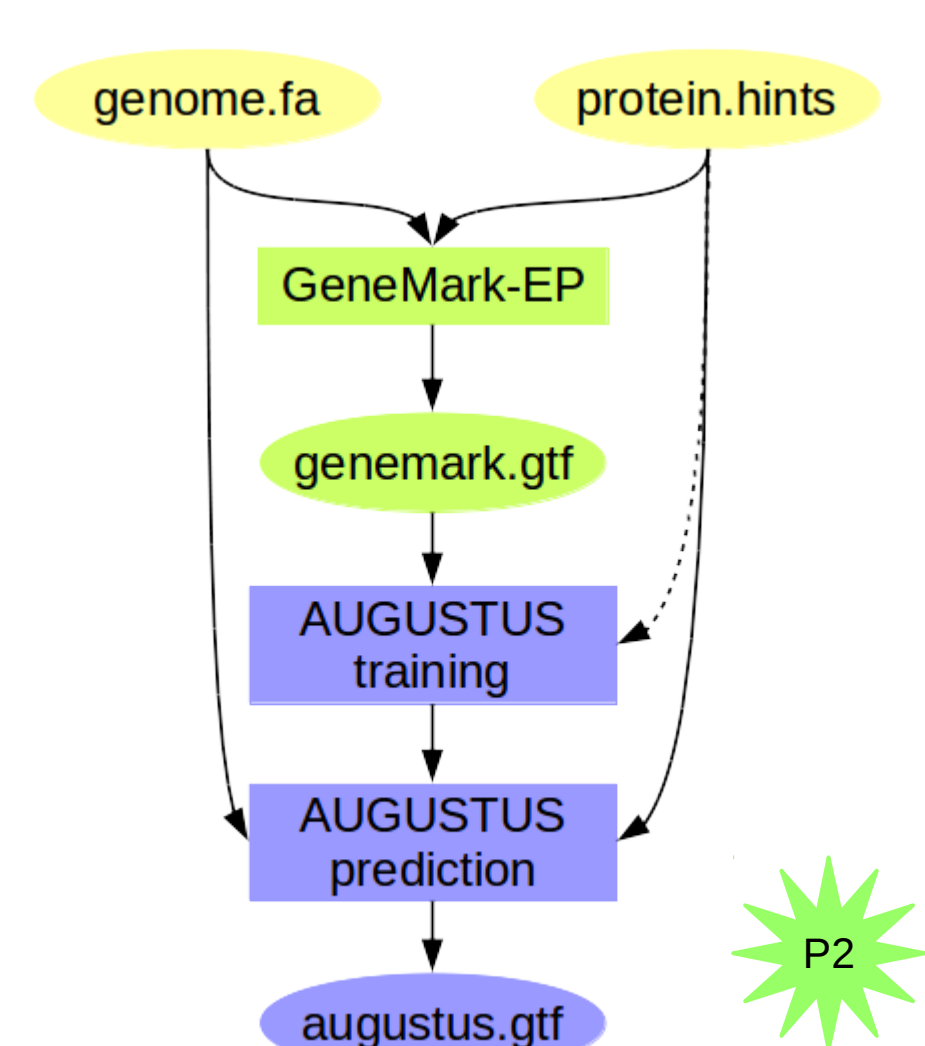 genome.fa
protein.hints
GeneMark-EP
genemark.gtf
AUGUSTUS
training
AUGUSTUS
prediction
P2
augustus.gtf